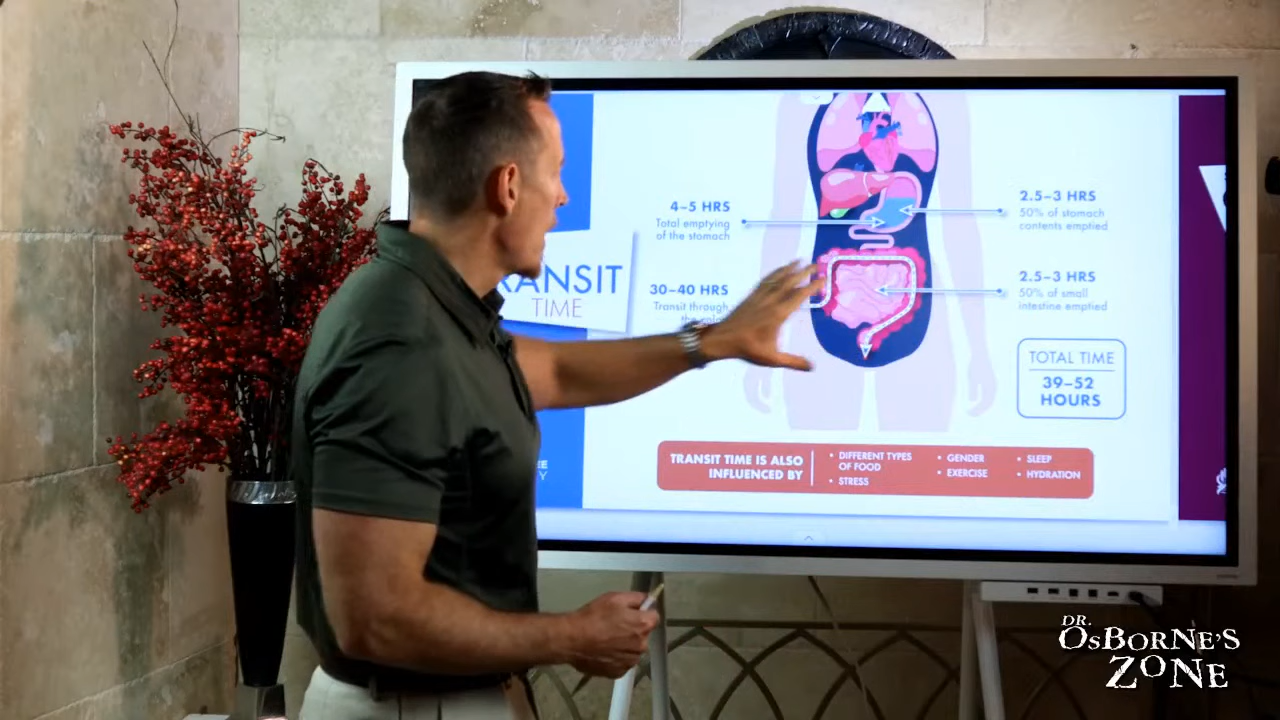 4–5 HRS
Total emptying
of the stomach
2.5–3 HRS
50% of stomach
contents emptied
TIME
30–40 HRS
Transit through
2.5–3 HRS
50% of small
intestine emptied
TOTAL TIME
39–52
HOURS
TRANSIT TIME IS ALSO
INFLUENCED BY
• DIFFERENT TYPES
OF FOOD
• STRESS
• GENDER
• EXERCISE
• SLEEP
• HYDRATION
DR.
OSBORNE'S
ZONE